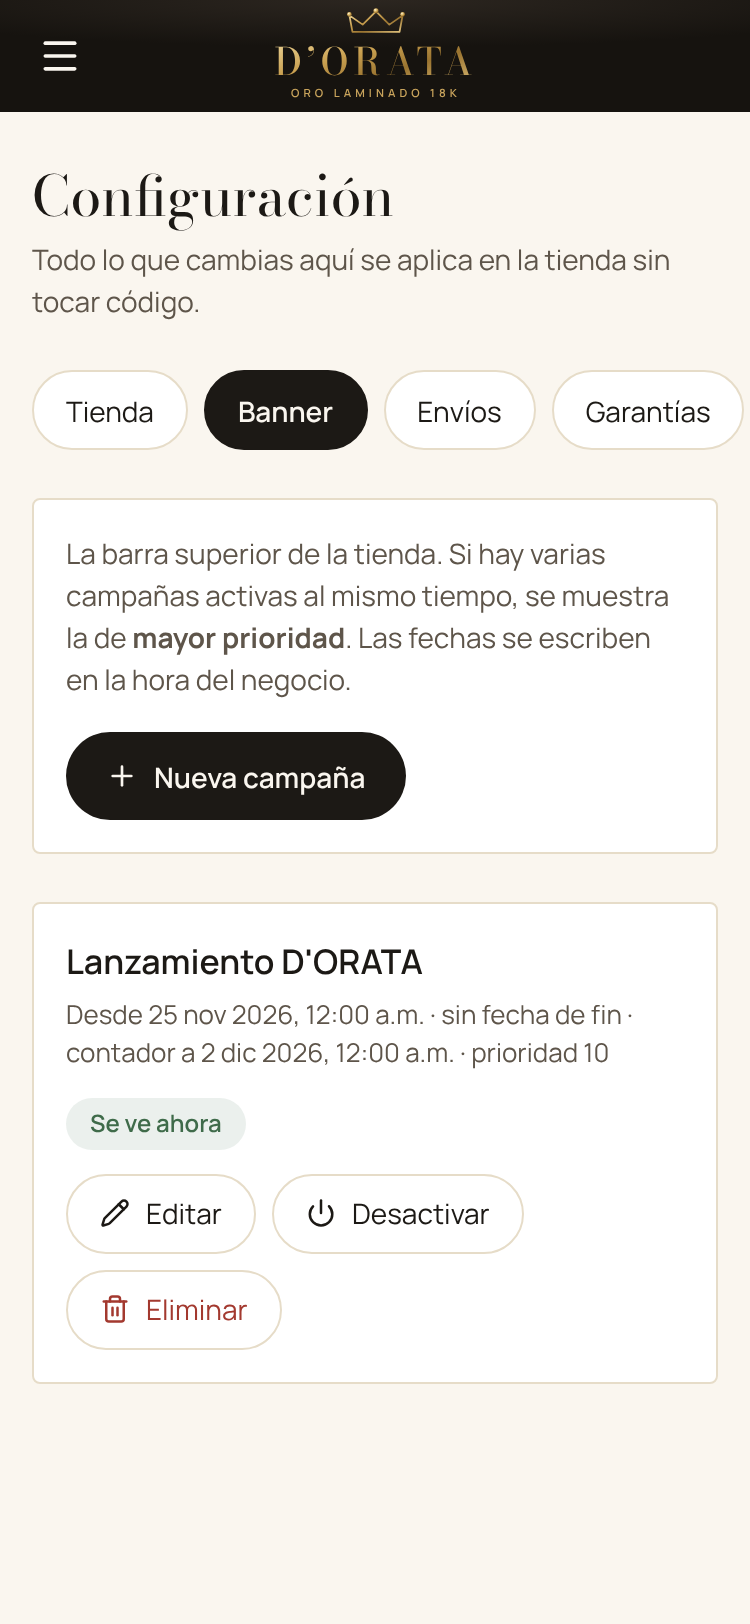 D’ORATA
ORO LAMINADO 18K
Configuración
Todo lo que cambias aquí se aplica en la tienda sin
tocar código.
Tienda
Banner
Envíos
Garantías
La barra superior de la tienda. Si hay varias
campañas activas al mismo tiempo, se muestra
la de mayor prioridad. Las fechas se escriben
en la hora del negocio.
Nueva campaña
Lanzamiento D'ORATA
Desde 25 nov 2026, 12:00 a.m. · sin fecha de fin ·
contador a 2 dic 2026, 12:00 a.m. · prioridad 10
Se ve ahora
Editar
Desactivar
Eliminar